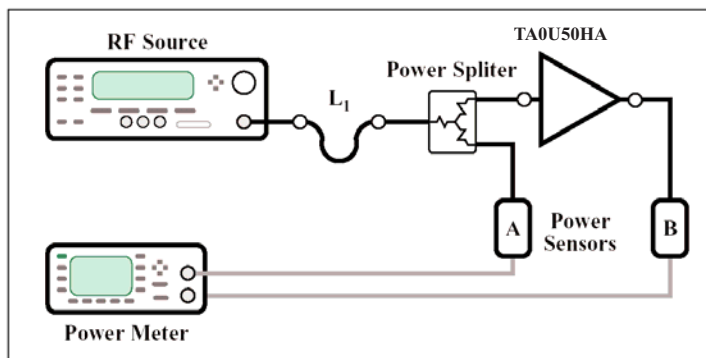 TA0U50HA
RF Source
Power Spliter
L1
A
Power
Sensors
B
Power Meter